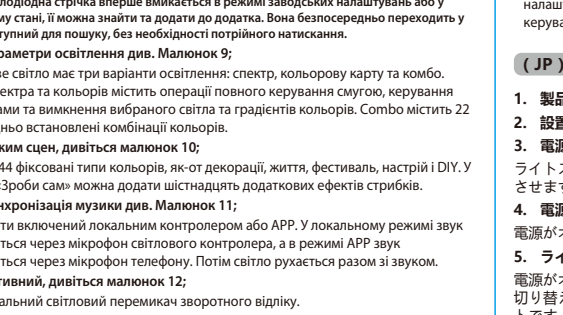 лодіодна стрічка вперше вмикається в режимі заводських налаштувань або у
му стані, її можна знайти та додати до додатка. Вона безпосередньо переходить у
тупний для пошуку, без необхідності потрійного натискання.
раметри освітлення див. Малюнок 9;
ве світло має три варіанти освітлення: спектр, кольорову карту та комбо.
ектра та кольорів містить операції повного керування смугою, керування
ами та вимкнення вибраного світла та градієнтів кольорів. Combo містить 22
дньо встановлені комбінації кольорів.
жим сцен, дивіться малюнок 10;
44 фіксовані типи кольорів, як-от декорації, життя, фестиваль, настрій і DIY. У
«Зроби сам» можна додати шістнадцять додаткових ефектів стрибків.
нхронізація музики див. Малюнок 11;
ти включений локальним контролером або APP. У локальному режимі звук
ться через мікрофон світлового контролера, а в режимі APP звук
ться через мікрофон телефону. Потім світло рухається разом зі звуком.
тивний, дивіться малюнок 12;
альний світловий перемикач зворотного відліку.
налаш
керува
( JP )
1. 製品
2. 設置
3. 電源
ライトス
させます
4. 電源
電源がオ
5. ライ
電源がオ
切り替え
トです